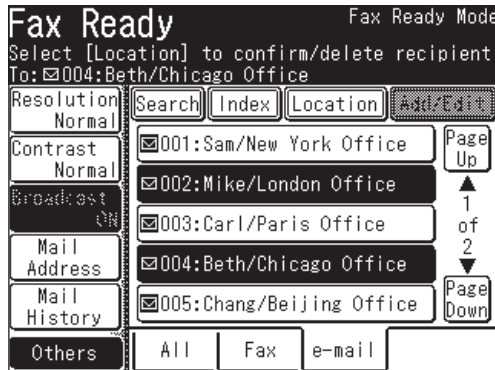 Fax Ready
Fax Ready Mode
Select [Location] to confirm/delete recipient
To: 004:Beth/Chicago Office
Resolution
Normal
Search
Index
Location
Add/Edit
Contrast
Normal
001:Sam/New York Office
Page
Up
Broadcast
ON
002:Mike/London Office
1
of
2
003:Carl/Paris Office
Mail
Address
004:Beth/Chicago Office
Mail
History
005:Chang/Beijing Office
Page
Down
Others
All
Fax
e-mail